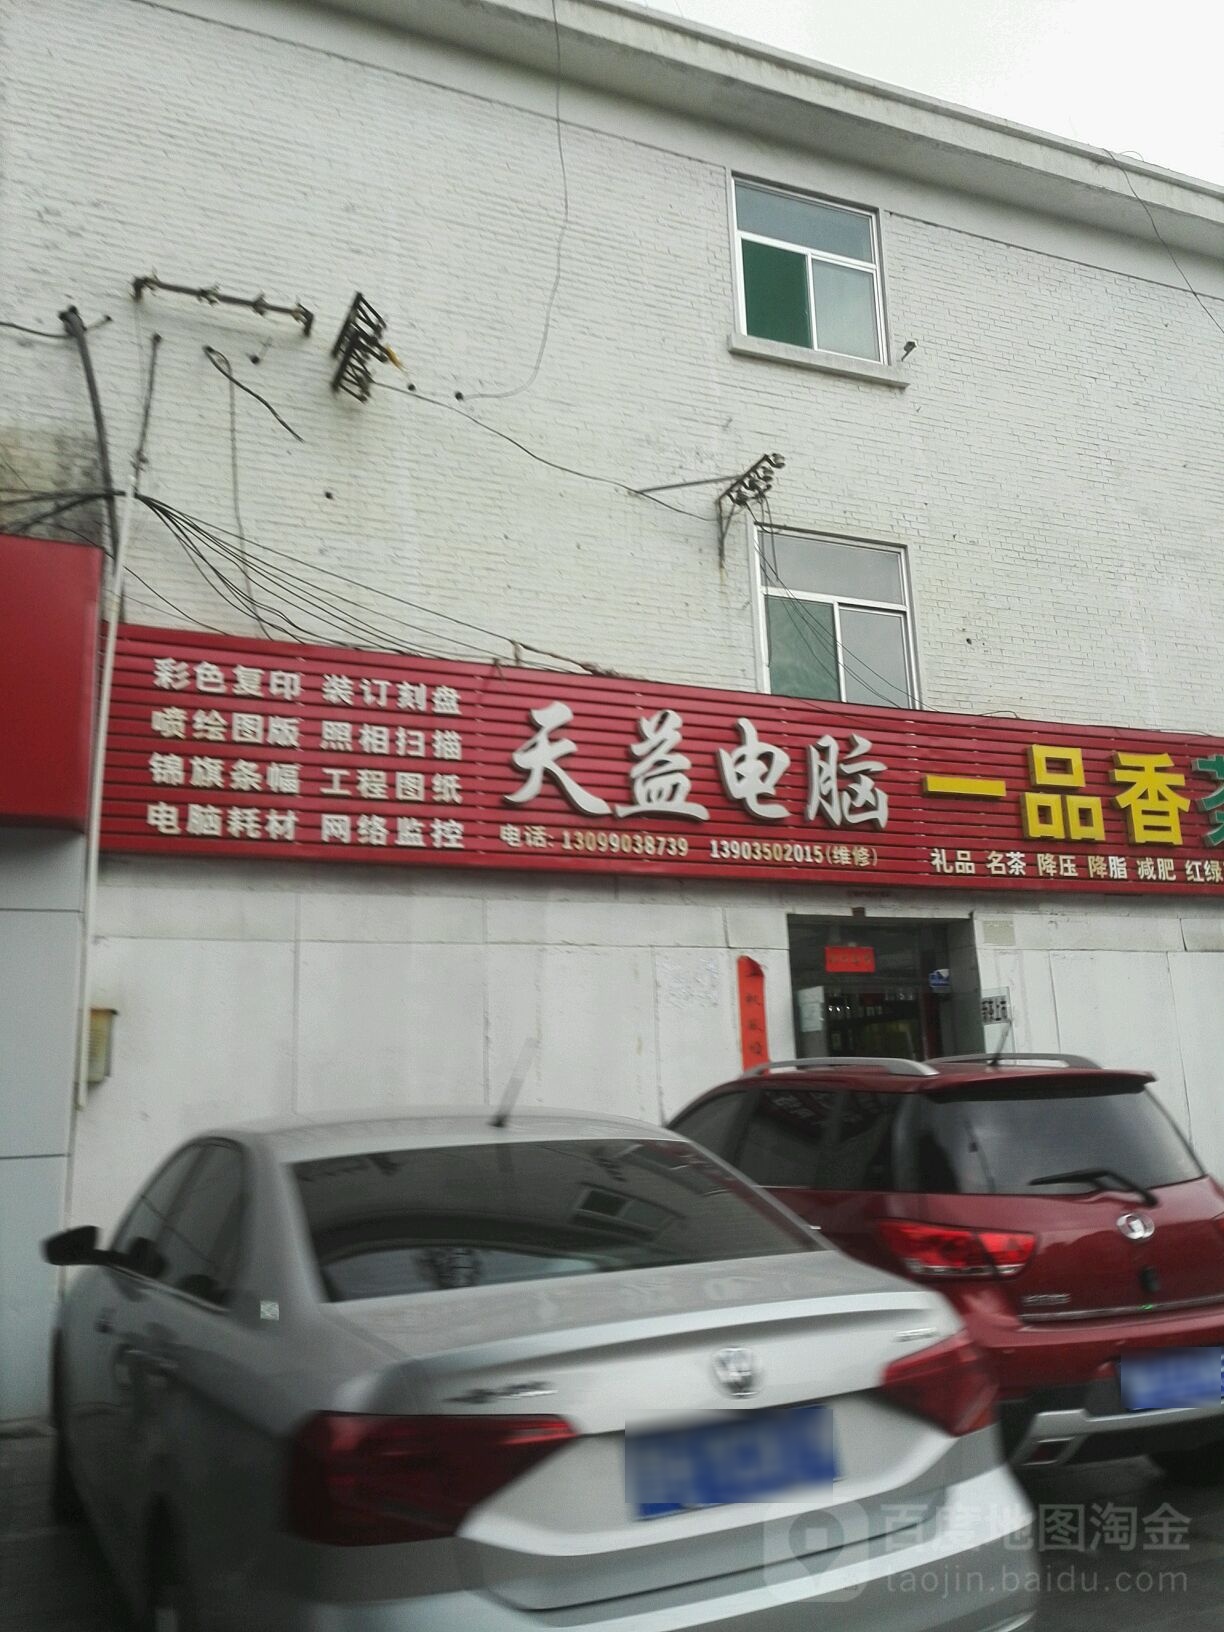 彩色复印 装订刻盘
喷绘图版 照相扫描
锦旗条幅 工程图纸
电脑耗材 网络监控
天益电脑
电话: 13099038739 13903502015(维修)
一品香茶
礼品 名茶 降压 降脂 减肥 红绿
百度地图淘金
taojin.baidu.com